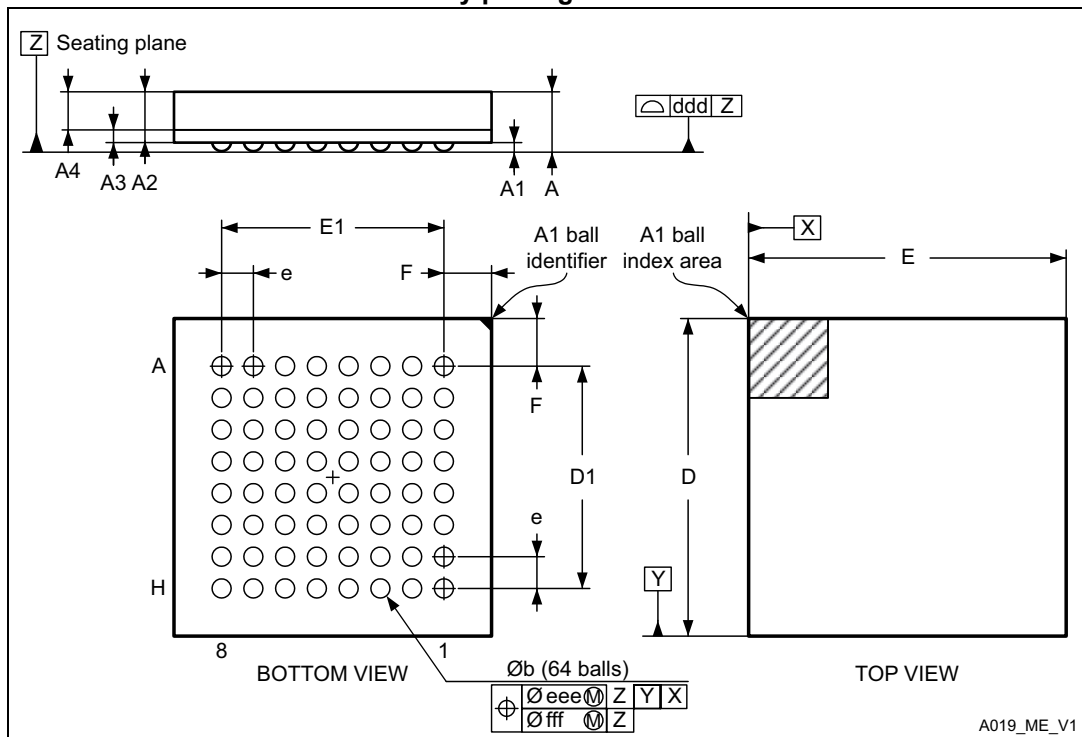 Z Seating plane
ddd Z
A4
A3 A2
A1
A
E1
e
F
A1 ball
identifier
A1 ball
index area
X
E
A
F
D1
e
D
H
Y
8
1
BOTTOM VIEW
Øb (64 balls)
TOP VIEW
Ø eee Ⓜ Z Y X
Ø fff Ⓜ Z
A019_ME_V1